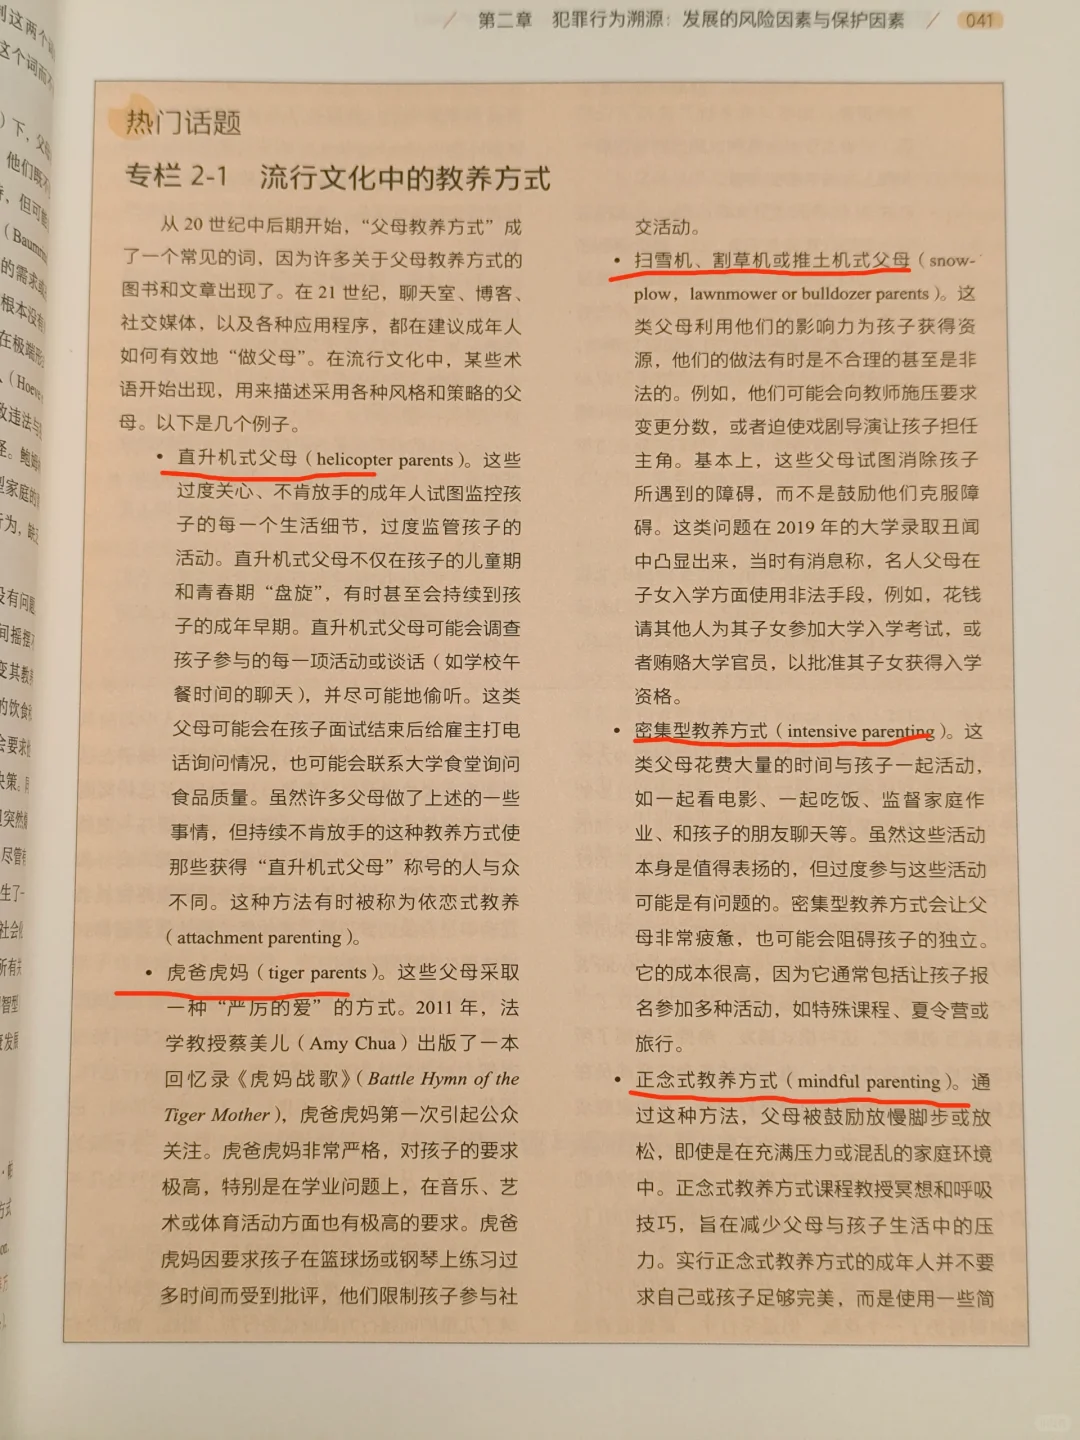 第二章 犯罪行为溯源：发展的风险因素与保护因素 041
热门话题
专栏 2-1 流行文化中的教养方式
从 20 世纪中后期开始，“父母教养方式”成
了一个常见的词，因为许多关于父母教养方式的
图书和文章出现了。在 21 世纪，聊天室、博客、
社交媒体，以及各种应用程序，都在建议成年人
如何有效地“做父母”。在流行文化中，某些术
语开始出现，用来描述采用各种风格和策略的父
母。以下是几个例子。
• 直升机式父母（helicopter parents）。这些
过度关心、不肯放手的成年人试图监控孩
子的每一个生活细节，过度监管孩子的
活动。直升机式父母不仅在孩子的儿童期
和青春期“盘旋”，有时甚至会持续到孩
子的成年早期。直升机式父母可能会调查
孩子参与的每一项活动或谈话（如学校午
餐时间的聊天），并尽可能地偷听。这类
父母可能会在孩子面试结束后给雇主打电
话询问情况，也可能会联系大学食堂询问
食品质量。虽然许多父母做了上述的一些
事情，但持续不肯放手的这种教养方式使
那些获得“直升机式父母”称号的人与众
不同。这种方法有时被称为依恋式教养
（attachment parenting）。
• 虎爸虎妈（tiger parents）。这些父母采取
一种“严厉的爱”的方式。2011 年，法
学教授蔡美儿（Amy Chua）出版了一本
回忆录《虎妈战歌》（Battle Hymn of the
Tiger Mother），虎爸虎妈第一次引起公众
关注。虎爸虎妈非常严格，对孩子的要求
极高，特别是在学业问题上，在音乐、艺
术或体育活动方面也有极高的要求。虎爸
虎妈因要求孩子在篮球场或钢琴上练习过
多时间而受到批评，他们限制孩子参与社
交活动。
• 扫雪机、割草机或推土机式父母（snow-
plow，lawnmower or bulldozer parents）。这
类父母利用他们的影响力为孩子获得资
源，他们的做法有时是不合理的甚至是非
法的。例如，他们可能会向教师施压要求
变更分数，或者迫使戏剧导演让孩子担任
主角。基本上，这些父母试图消除孩子
所遇到的障碍，而不是鼓励他们克服障
碍。这类问题在 2019 年的大学录取丑闻
中凸显出来，当时有消息称，名人父母在
子女入学方面使用非法手段，例如，花钱
请其他人为其子女参加大学入学考试，或
者贿赂大学官员，以批准其子女获得入学
资格。
• 密集型教养方式（intensive parenting）。这
类父母花费大量的时间与孩子一起活动，
如一起看电影、一起吃饭、监督家庭作
业、和孩子的朋友聊天等。虽然这些活动
本身是值得表扬的，但过度参与这些活动
可能是有问题的。密集型教养方式会让父
母非常疲惫，也可能会阻碍孩子的独立。
它的成本很高，因为它通常包括让孩子报
名参加多种活动，如特殊课程、夏令营或
旅行。
• 正念式教养方式（mindful parenting）。通
过这种方法，父母被鼓励放慢脚步或放
松，即使是在充满压力或混乱的家庭环境
中。正念式教养方式课程教授冥想和呼吸
技巧，旨在减少父母与孩子生活中的压
力。实行正念式教养方式的成年人并不要
求自己或孩子足够完美，而是使用一些简